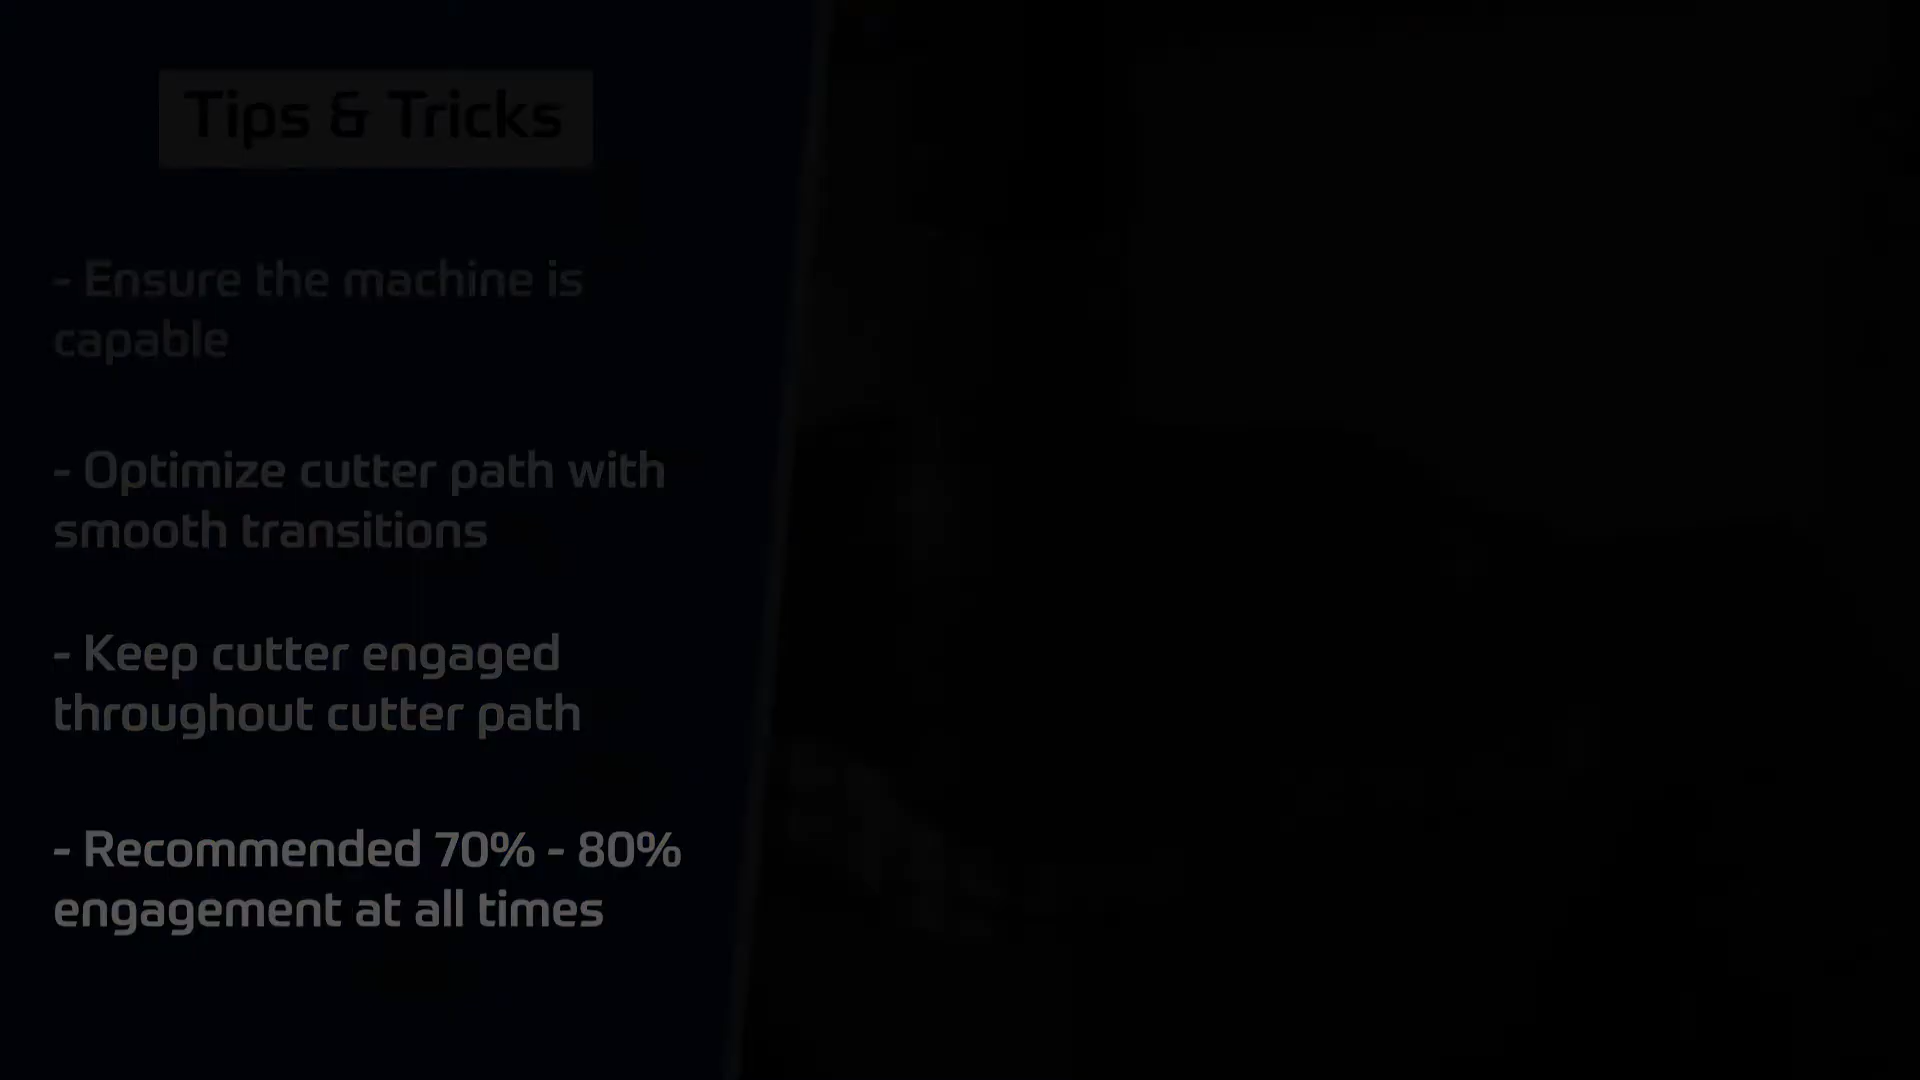 Tips & Tricks
- Ensure the machine is
capable
- Optimize cutter path with
smooth transitions
- Keep cutter engaged
throughout cutter path
- Recommended 70% - 80%
engagement at all times